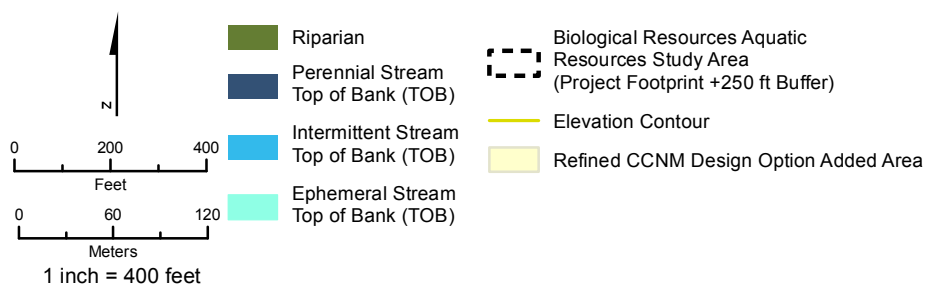 N
0 200 400
Feet
0 60 120
Meters
1 inch = 400 feet
Riparian
Perennial Stream
Top of Bank (TOB)
Intermittent Stream
Top of Bank (TOB)
Ephemeral Stream
Top of Bank (TOB)
Biological Resources Aquatic
Resources Study Area
(Project Footprint +250 ft Buffer)
Elevation Contour
Refined CCNM Design Option Added Area